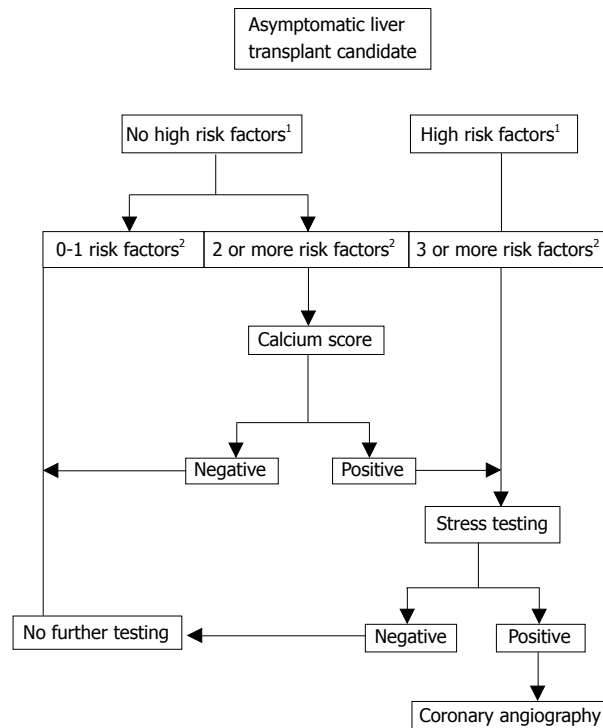 Asymptomatic liver
transplant candidate
No high risk factors¹
High risk factors¹
0-1 risk factors²
2 or more risk factors²
3 or more risk factors²
Calcium score
Negative
Positive
Stress testing
No further testing
Negative
Positive
Coronary angiography